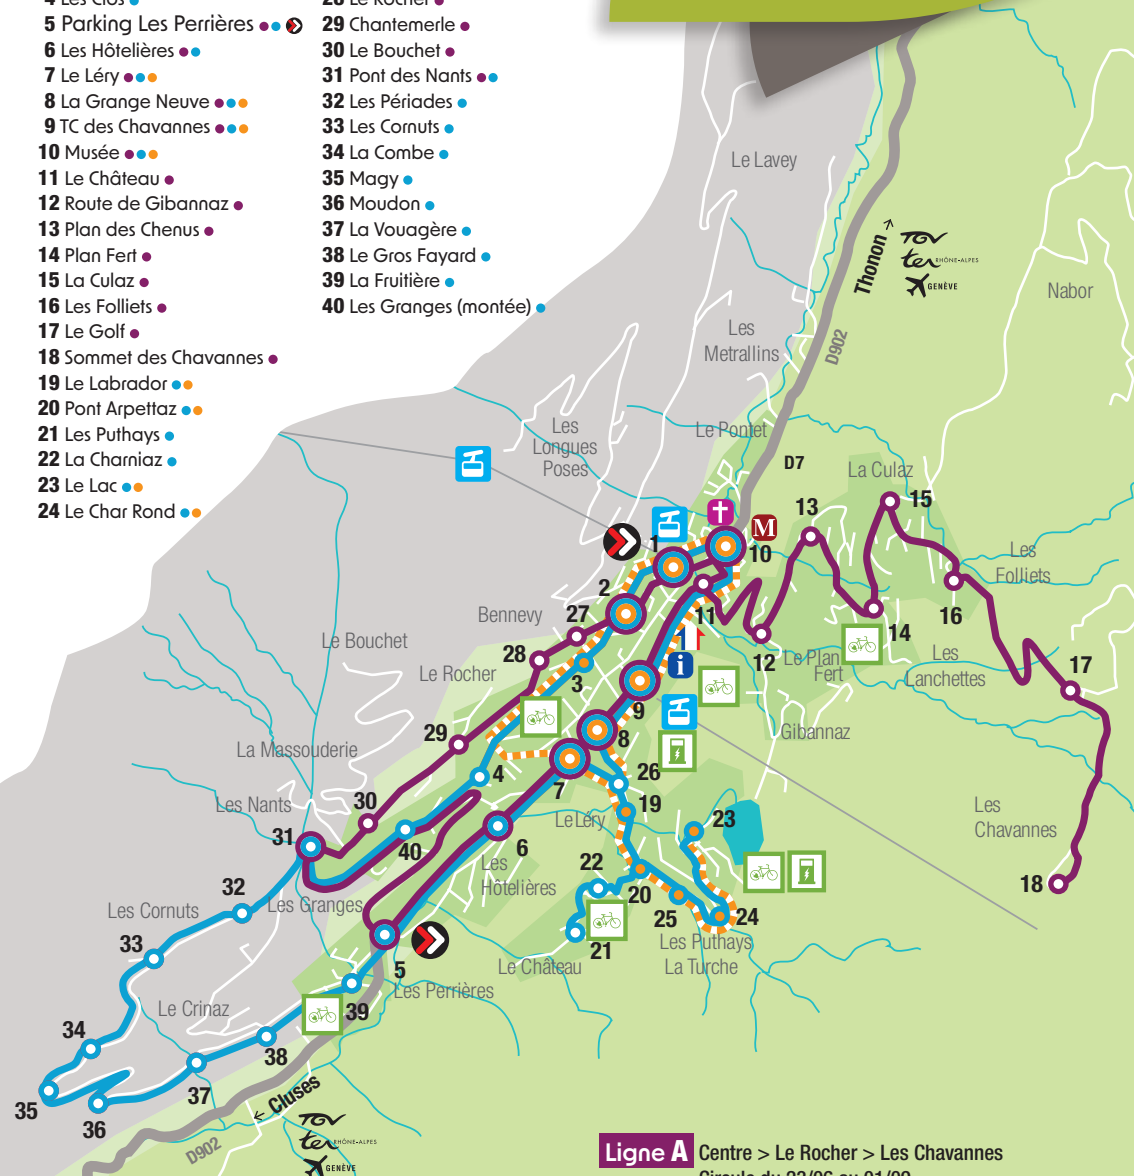 4 Les Clos
5 Parking Les Perrières
6 Les Hôtelières
7 Le Léry
8 La Grange Neuve
9 TC des Chavannes
10 Musée
11 Le Château
12 Route de Gibannaz
13 Plan des Chenus
14 Plan Fert
15 La Culaz
16 Les Folliets
17 Le Golf
18 Sommet des Chavannes
19 Le Labrador
20 Pont Arpettaz
21 Les Puthays
22 La Charniaz
23 Le Lac
24 Le Char Rond
28 Le Rocher
29 Chantemerle
30 Le Bouchet
31 Pont des Nants
32 Les Périades
33 Les Cornuts
34 La Combe
35 Magy
36 Moudon
37 La Vouagère
38 Le Gros Fayard
39 La Fruitière
40 Les Granges (montée)
Le Lavey
Thonon
TGV
ter RHÔNE-ALPES
GENÈVE
Nabor
Les
Metrallins
D902
Les
Longues
Poses
Le Pontet
D7
La Culaz
15
13
M
1
10
Les
Folliets
2
Bennevy
27
11
16
14
Le Bouchet
28
i
12
Le Plan
Fert
Les
Lanchettes
17
Le Rocher
3
9
29
8
Gibannaz
La Massouderie
4
26
7
Les Nants
30
19
23
Les
Chavannes
Le Léry
31
40
6
Les
Hôtelières
22
18
32
20
Les Granges
Les Cornuts
25
24
33
21
Les Puthays
La Turche
5
Le Château
Les Perrières
Le Crinaz
39
34
38
37
35
36
Cluses
D902
TGV
ter RHÔNE-ALPES
GENÈVE
Ligne A Centre > Le Rocher > Les Chavannes